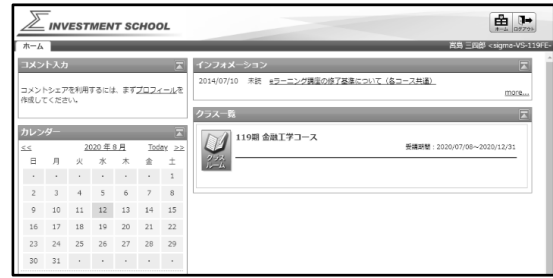 Σ INVESTMENT SCHOOL
ホーム ログアウト
ホーム
三四郎 <sigma-VS-119FE-
コメント入力
コメントシェアを利用するには、まずプロフィールを
作成してください。
インフォメーション
2014/07/10 未読 eラーニング講座の修了基準について（各コース共通）
more...
クラス一覧
クラス
ルーム
119期 金融工学コース
受講期間：2020/07/08～2020/12/31
カレンダー
<< 2020 年 8 月 Today >>
日 月 火 水 木 金 土
・ ・ ・ ・ ・ ・ 1
2 3 4 5 6 7 8
9 10 11 12 13 14 15
16 17 18 19 20 21 22
23 24 25 26 27 28 29
30 31 ・ ・ ・ ・ ・